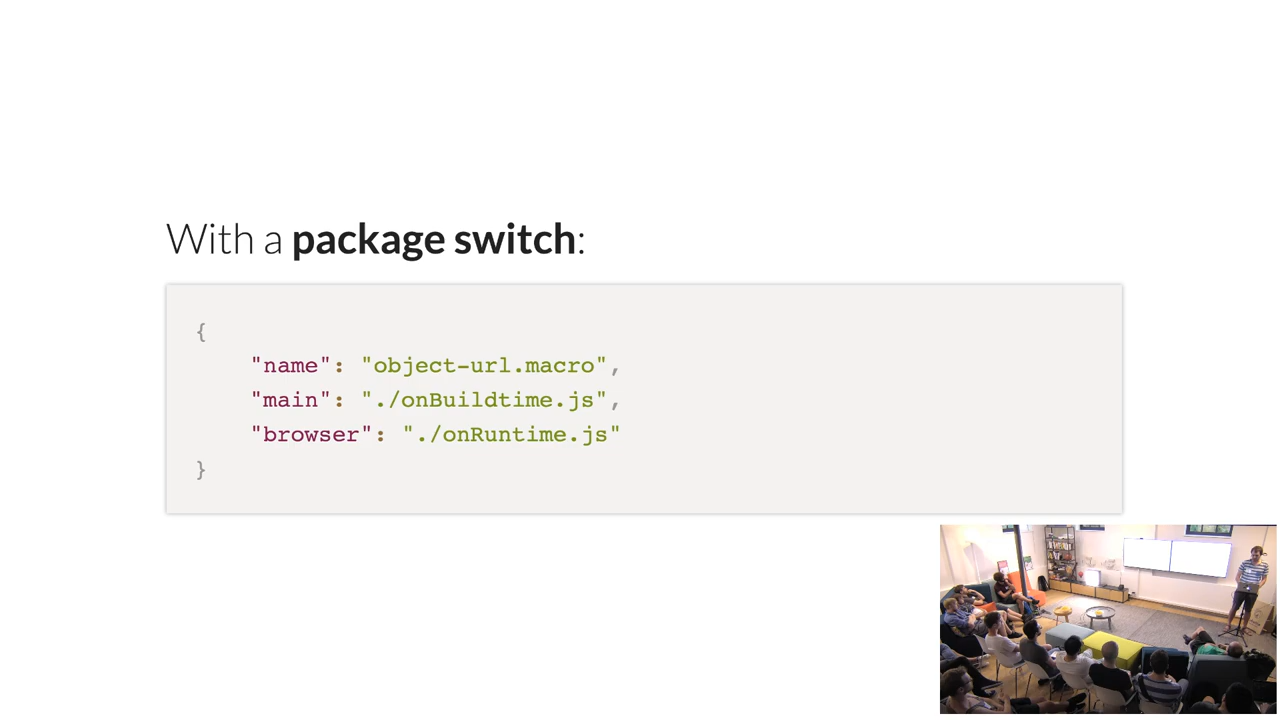 With a package switch:
{
"name": "object-url.macro",
"main": "./onBuildtime.js",
"browser": "./onRuntime.js"
}